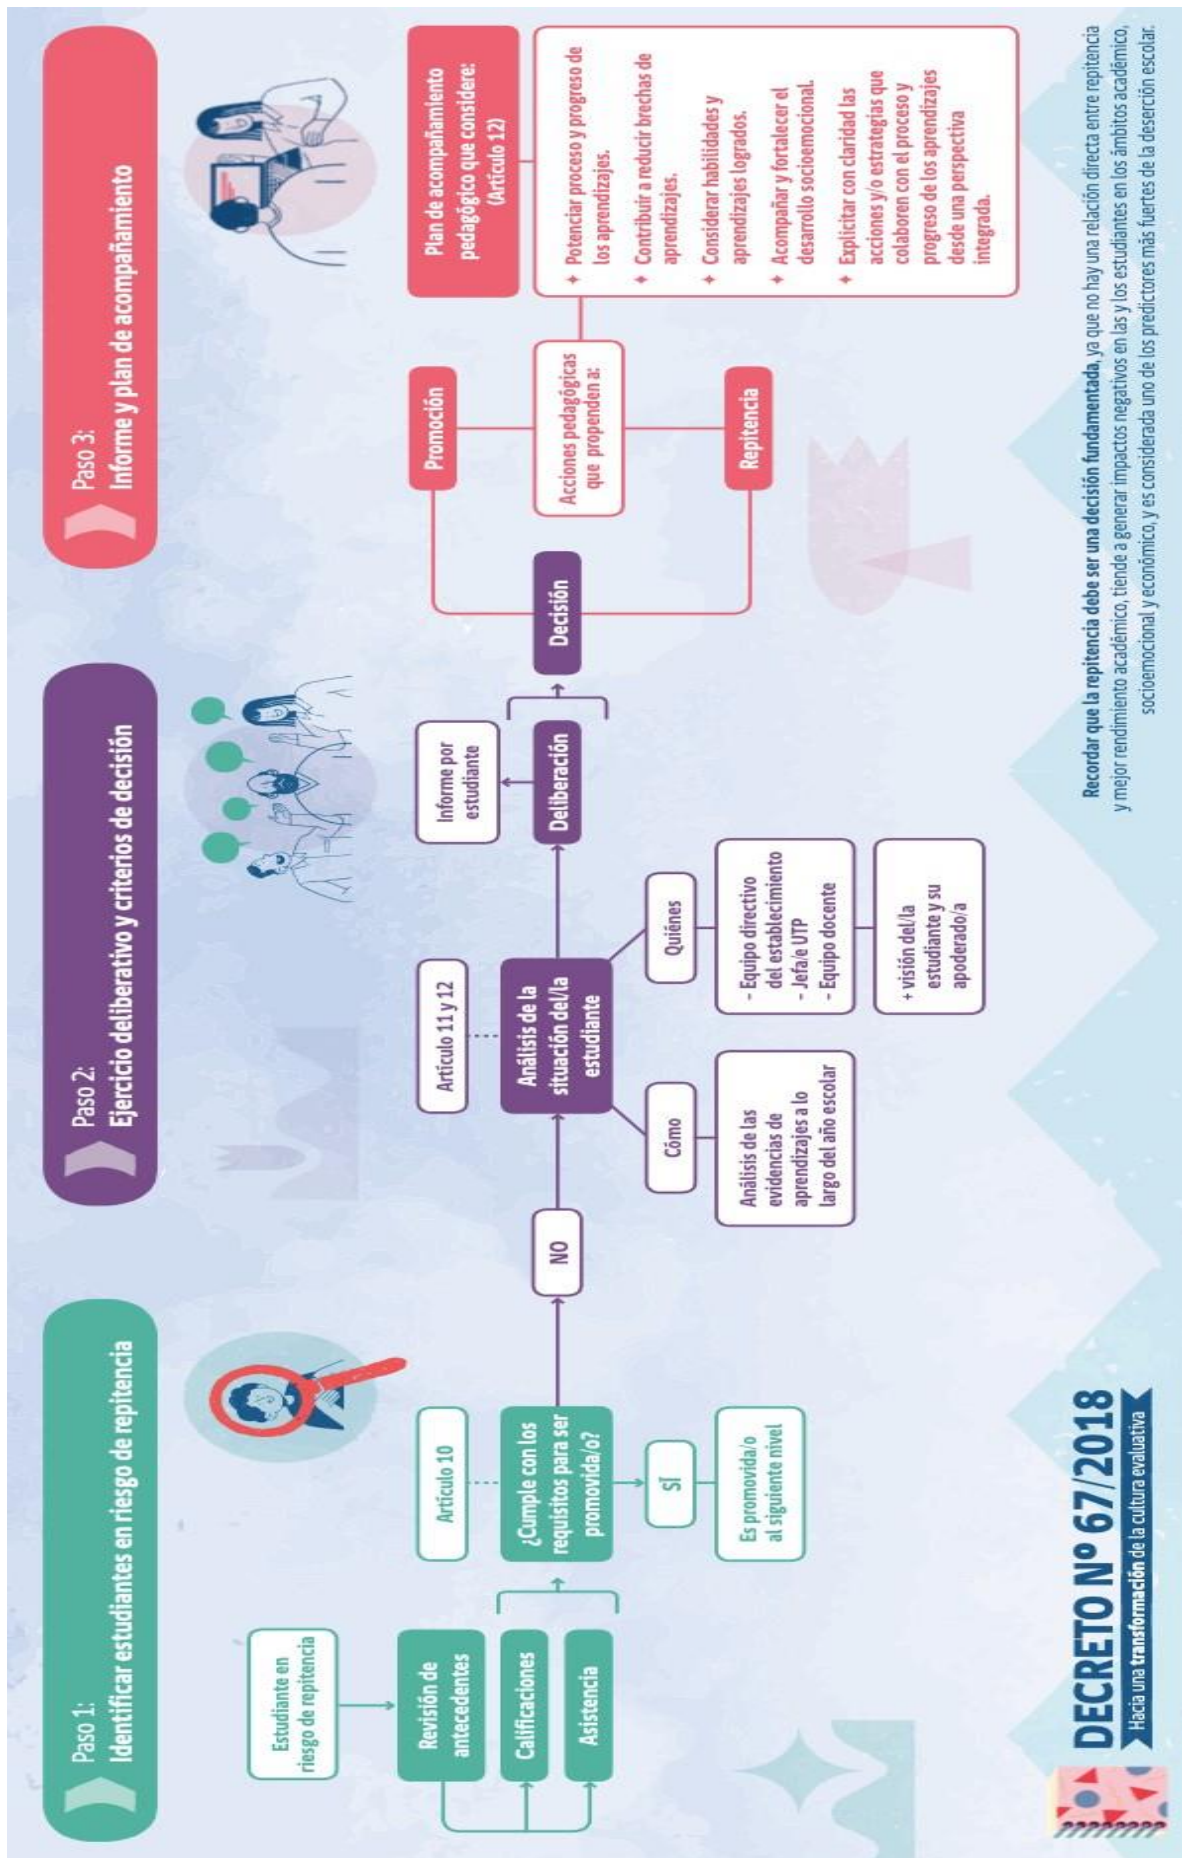 Paso 1:
Identificar estudiantes en riesgo de repitencia
Estudiante en
riesgo de repitencia
Revisión de
antecedentes
Calificaciones
Asistencia
Artículo 10
¿Cumple con los
requisitos para ser
promovida/o?
SÍ
Es promovida/o
al siguiente nivel
NO
Paso 2:
Ejercicio deliberativo y criterios de decisión
Artículo 11 y 12
Análisis de la
situación del/la
estudiante
Cómo
Análisis de las
evidencias de
aprendizajes a lo
largo del año escolar
Quiénes
- Equipo directivo
del establecimiento
- Jefa/e UTP
- Equipo docente
+ visión del/la
estudiante y su
apoderado/a
Informe por
estudiante
Deliberación
Decisión
Paso 3:
Informe y plan de acompañamiento
Promoción
Acciones pedagógicas
que propenden a:
Repitencia
Plan de acompañamiento
pedagógico que considere:
(Artículo 12)
✦ Potenciar proceso y progreso de
los aprendizajes.
✦ Contribuir a reducir brechas de
aprendizajes.
✦ Considerar habilidades y
aprendizajes logrados.
✦ Acompañar y fortalecer el
desarrollo socioemocional.
✦ Explicitar con claridad las
acciones y/o estrategias que
colaboren con el proceso y
progreso de los aprendizajes
desde una perspectiva
integrada.
DECRETO Nº 67/2018
Hacia una transformación de la cultura evaluativa
Recordar que la repitencia debe ser una decisión fundamentada, ya que no hay una relación directa entre repitencia
y mejor rendimiento académico, tiende a generar impactos negativos en las y los estudiantes en los ámbitos académico,
socioemocional y económico, y es considerada uno de los predictores más fuertes de la deserción escolar.